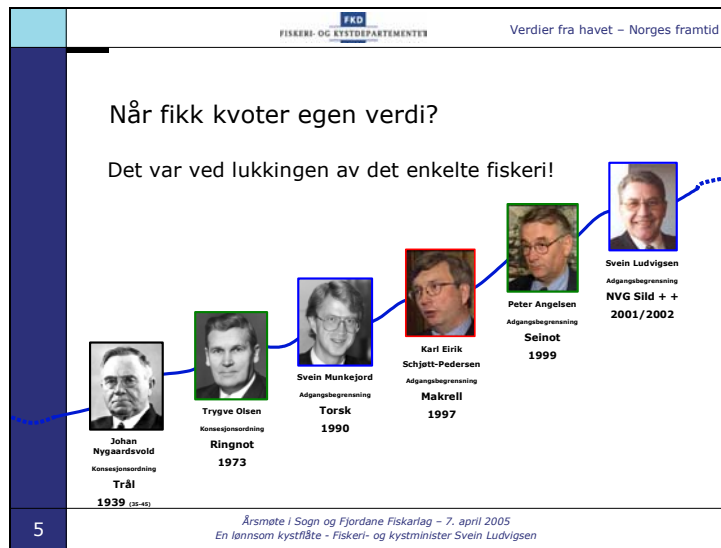 FKD
FISKERI- OG KYSTDEPARTEMENTET
Verdier fra havet – Norges framtid
Når fikk kvoter egen verdi?
Det var ved lukkingen av det enkelte fiskeri!
Johan
Nygaardsvold
Konsesjonsordning
Trål
1939 (35-45)
Trygve Olsen
Konsesjonsordning
Ringnot
1973
Svein Munkejord
Adgangsbegrensning
Torsk
1990
Karl Eirik
Schjøtt-Pedersen
Adgangsbegrensning
Makrell
1997
Peter Angelsen
Adgangsbegrensning
Seinot
1999
Svein Ludvigsen
Adgangsbegrensning
NVG Sild + +
2001/2002
5
Årsmøte i Sogn og Fjordane Fiskarlag – 7. april 2005
En lønnsom kystflåte - Fiskeri- og kystminister Svein Ludvigsen